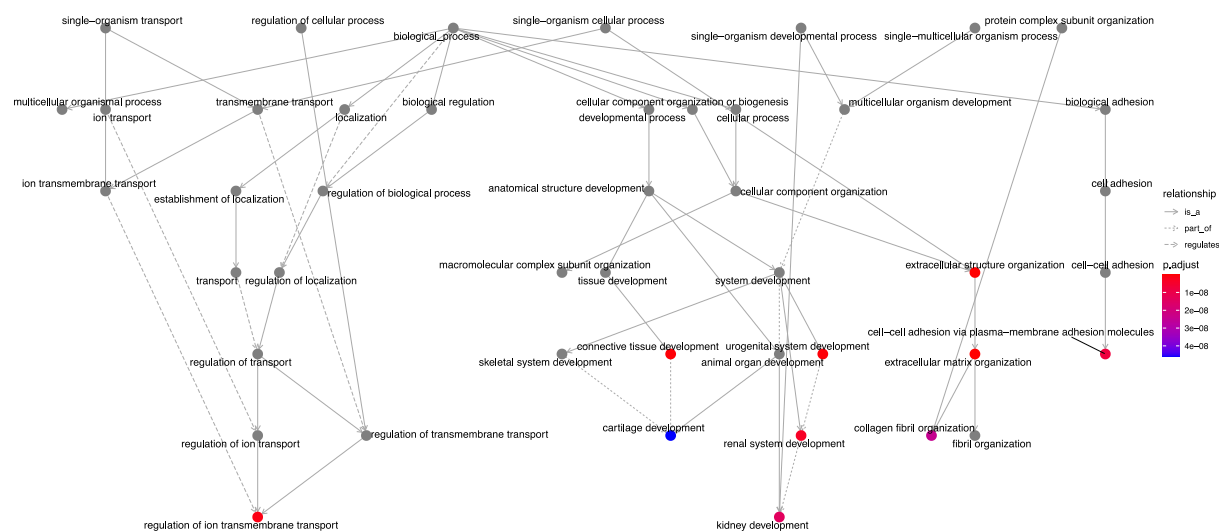 single−organism transport
regulation of cellular process
single−organism cellular process
protein complex subunit organization
biological_process
single−organism developmental process
single−multicellular organism process
multicellular organismal process
transmembrane transport
biological regulation
cellular component organization or biogenesis
multicellular organism development
biological adhesion
ion transport
localization
developmental process
cellular process
ion transmembrane transport
establishment of localization
regulation of biological process
anatomical structure development
cellular component organization
cell adhesion
relationship
is_a
part_of
regulates
macromolecular complex subunit organization
extracellular structure organization
cell−cell adhesion
p.adjust
transport
regulation of localization
tissue development
system development
1e−08
2e−08
3e−08
4e−08
cell−cell adhesion via plasma−membrane adhesion molecules
connective tissue development
urogenital system development
regulation of transport
skeletal system development
animal organ development
extracellular matrix organization
cartilage development
collagen fibril organization
regulation of ion transport
regulation of transmembrane transport
renal system development
fibril organization
regulation of ion transmembrane transport
kidney development